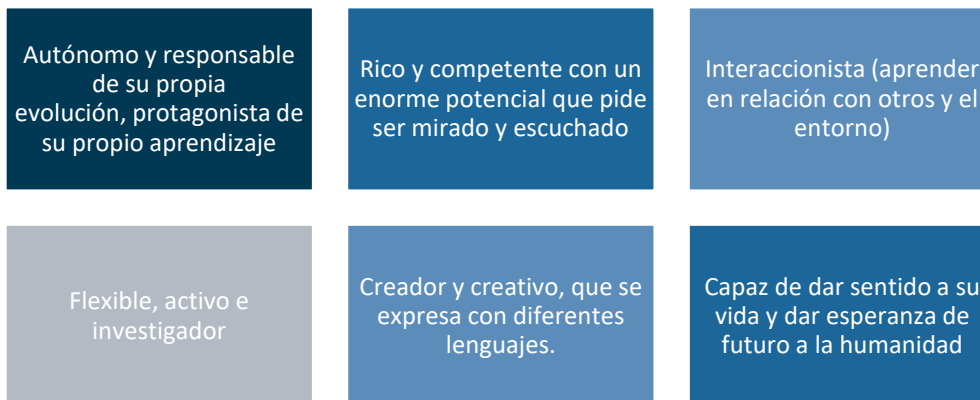 Autónomo y responsable
de su propia
evolución, protagonista de
su propio aprendizaje
Rico y competente con un
enorme potencial que pide
ser mirado y escuchado
Interaccionista (aprender
en relación con otros y el
entorno)
Flexible, activo e
investigador
Creador y creativo, que se
expresa con diferentes
lenguajes.
Capaz de dar sentido a su
vida y dar esperanza de
futuro a la humanidad